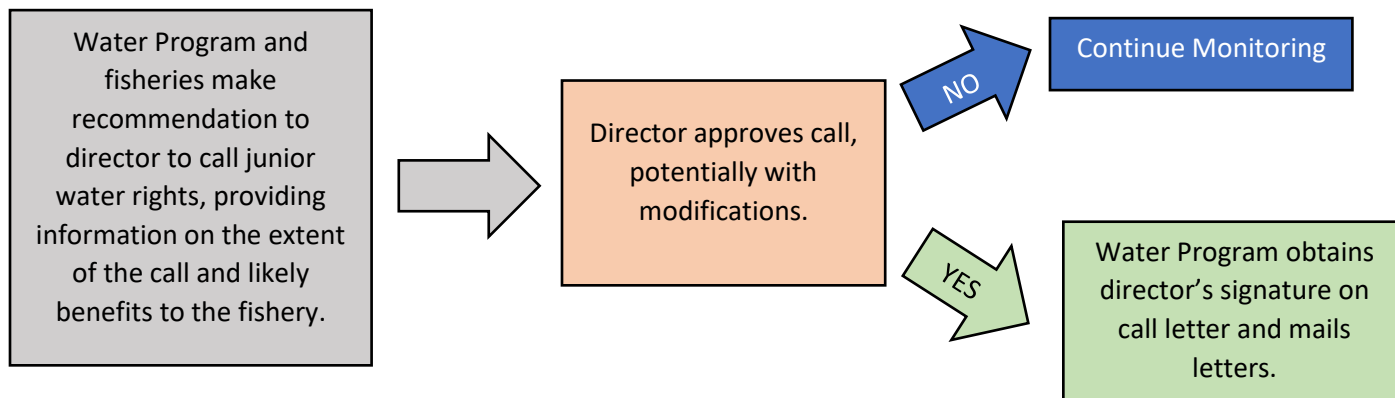 Water Program and
fisheries make
recommendation to
director to call junior
water rights, providing
information on the extent
of the call and likely
benefits to the fishery.
Director approves call,
potentially with
modifications.
NO
Continue Monitoring
YES
Water Program obtains
director’s signature on
call letter and mails
letters.